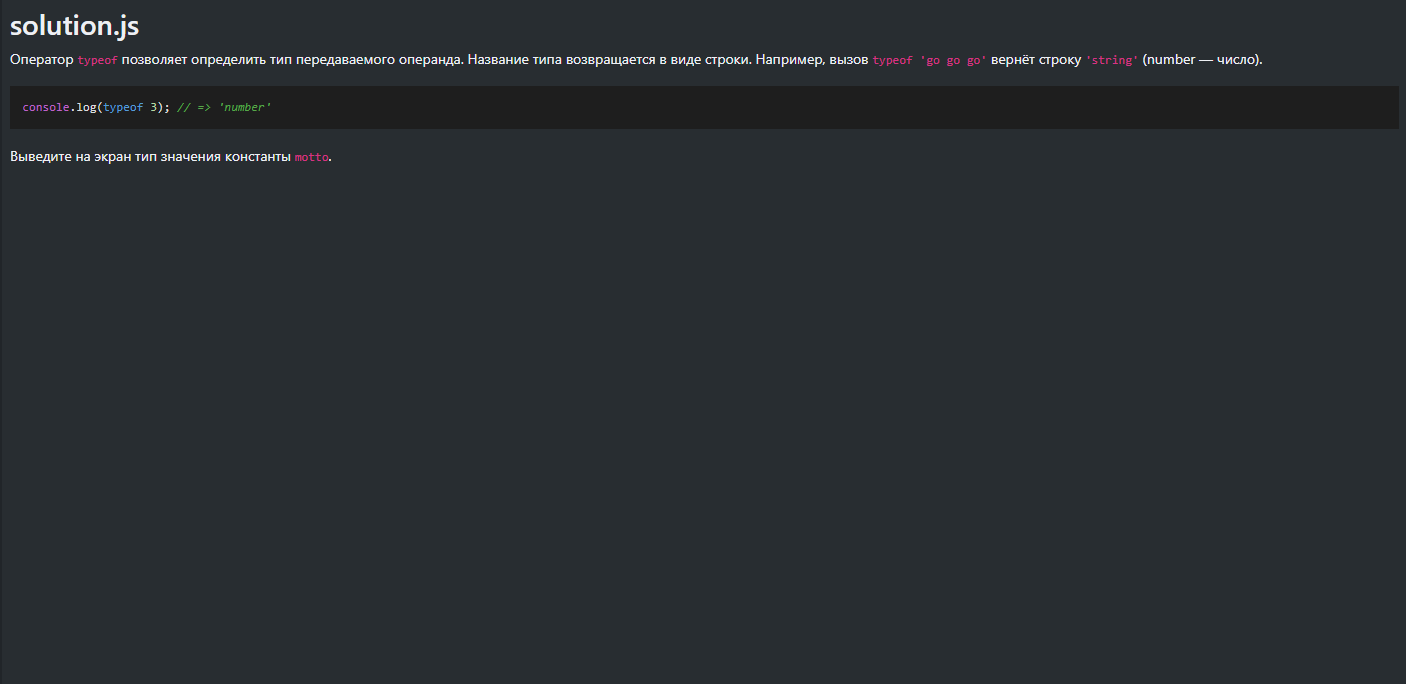 solution.js
Оператор typeof позволяет определить тип передаваемого операнда. Название типа возвращается в виде строки. Например, вызов typeof 'go go go' вернёт строку 'string' (number — число).
console.log(typeof 3); // => 'number'
Выведите на экран тип значения константы motto.